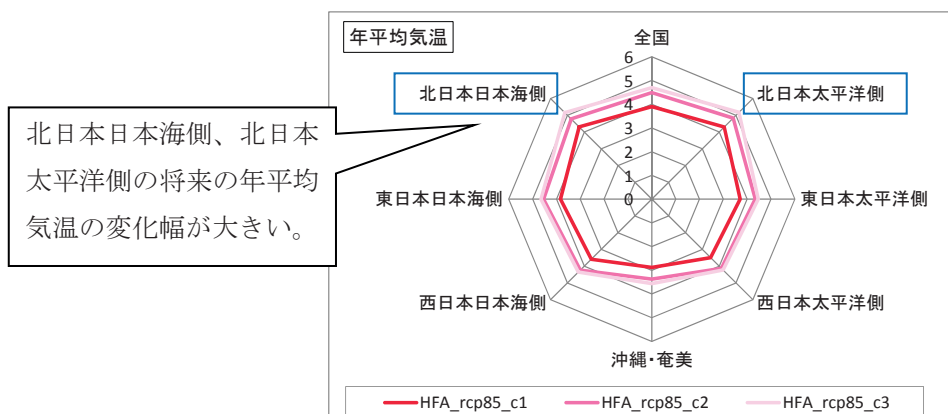 年平均気温
全国
6
5
4
3
2
1
0
北日本日本海側
北日本太平洋側
北日本日本海側、北日本
太平洋側の将来の年平均
気温の変化幅が大きい。
東日本日本海側
東日本太平洋側
西日本日本海側
西日本太平洋側
沖縄・奄美
HFA_rcp85_c1
HFA_rcp85_c2
HFA_rcp85_c3